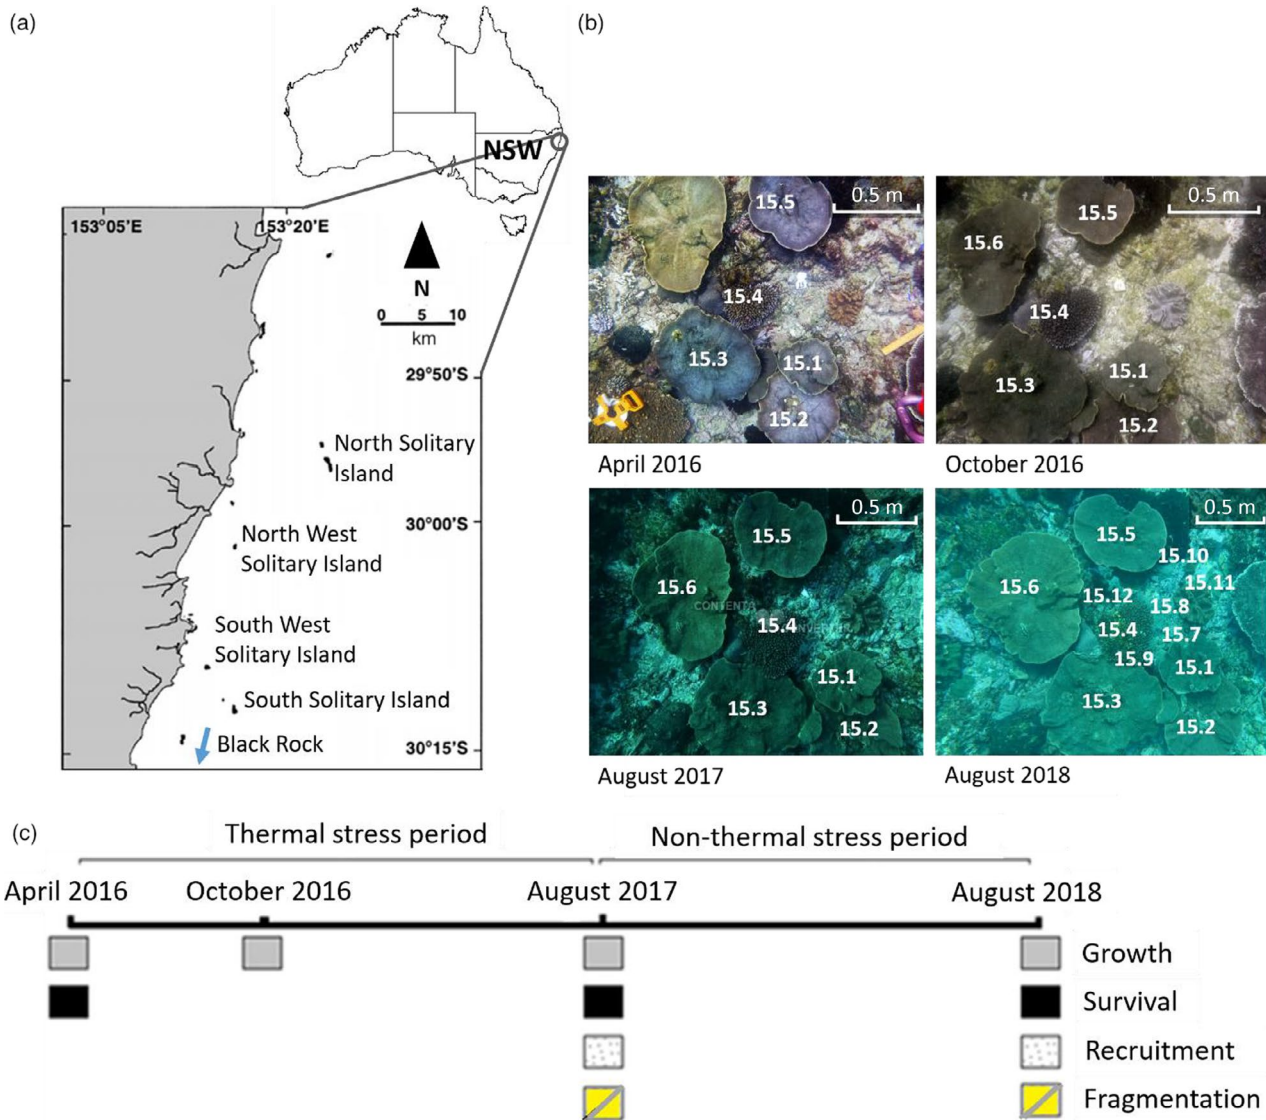 (a)
NSW
153°05'E
153°20'E
N
0 5 10
km
29°50'S
North Solitary
Island
30°00'S
North West
Solitary Island
South West
Solitary Island
South Solitary Island
Black Rock
30°15'S
(b)
15.5
0.5 m
15.4
15.3
15.1
15.2
April 2016
15.5
0.5 m
15.6
15.4
15.3
15.1
15.2
October 2016
0.5 m
15.5
15.6
15.4
15.1
15.3
15.2
August 2017
0.5 m
15.5
15.10
15.11
15.6
15.12
15.8
15.4
15.7
15.9
15.1
15.3
15.2
August 2018
(c)
Thermal stress period
Non-thermal stress period
April 2016
October 2016
August 2017
August 2018
Growth
Survival
Recruitment
Fragmentation